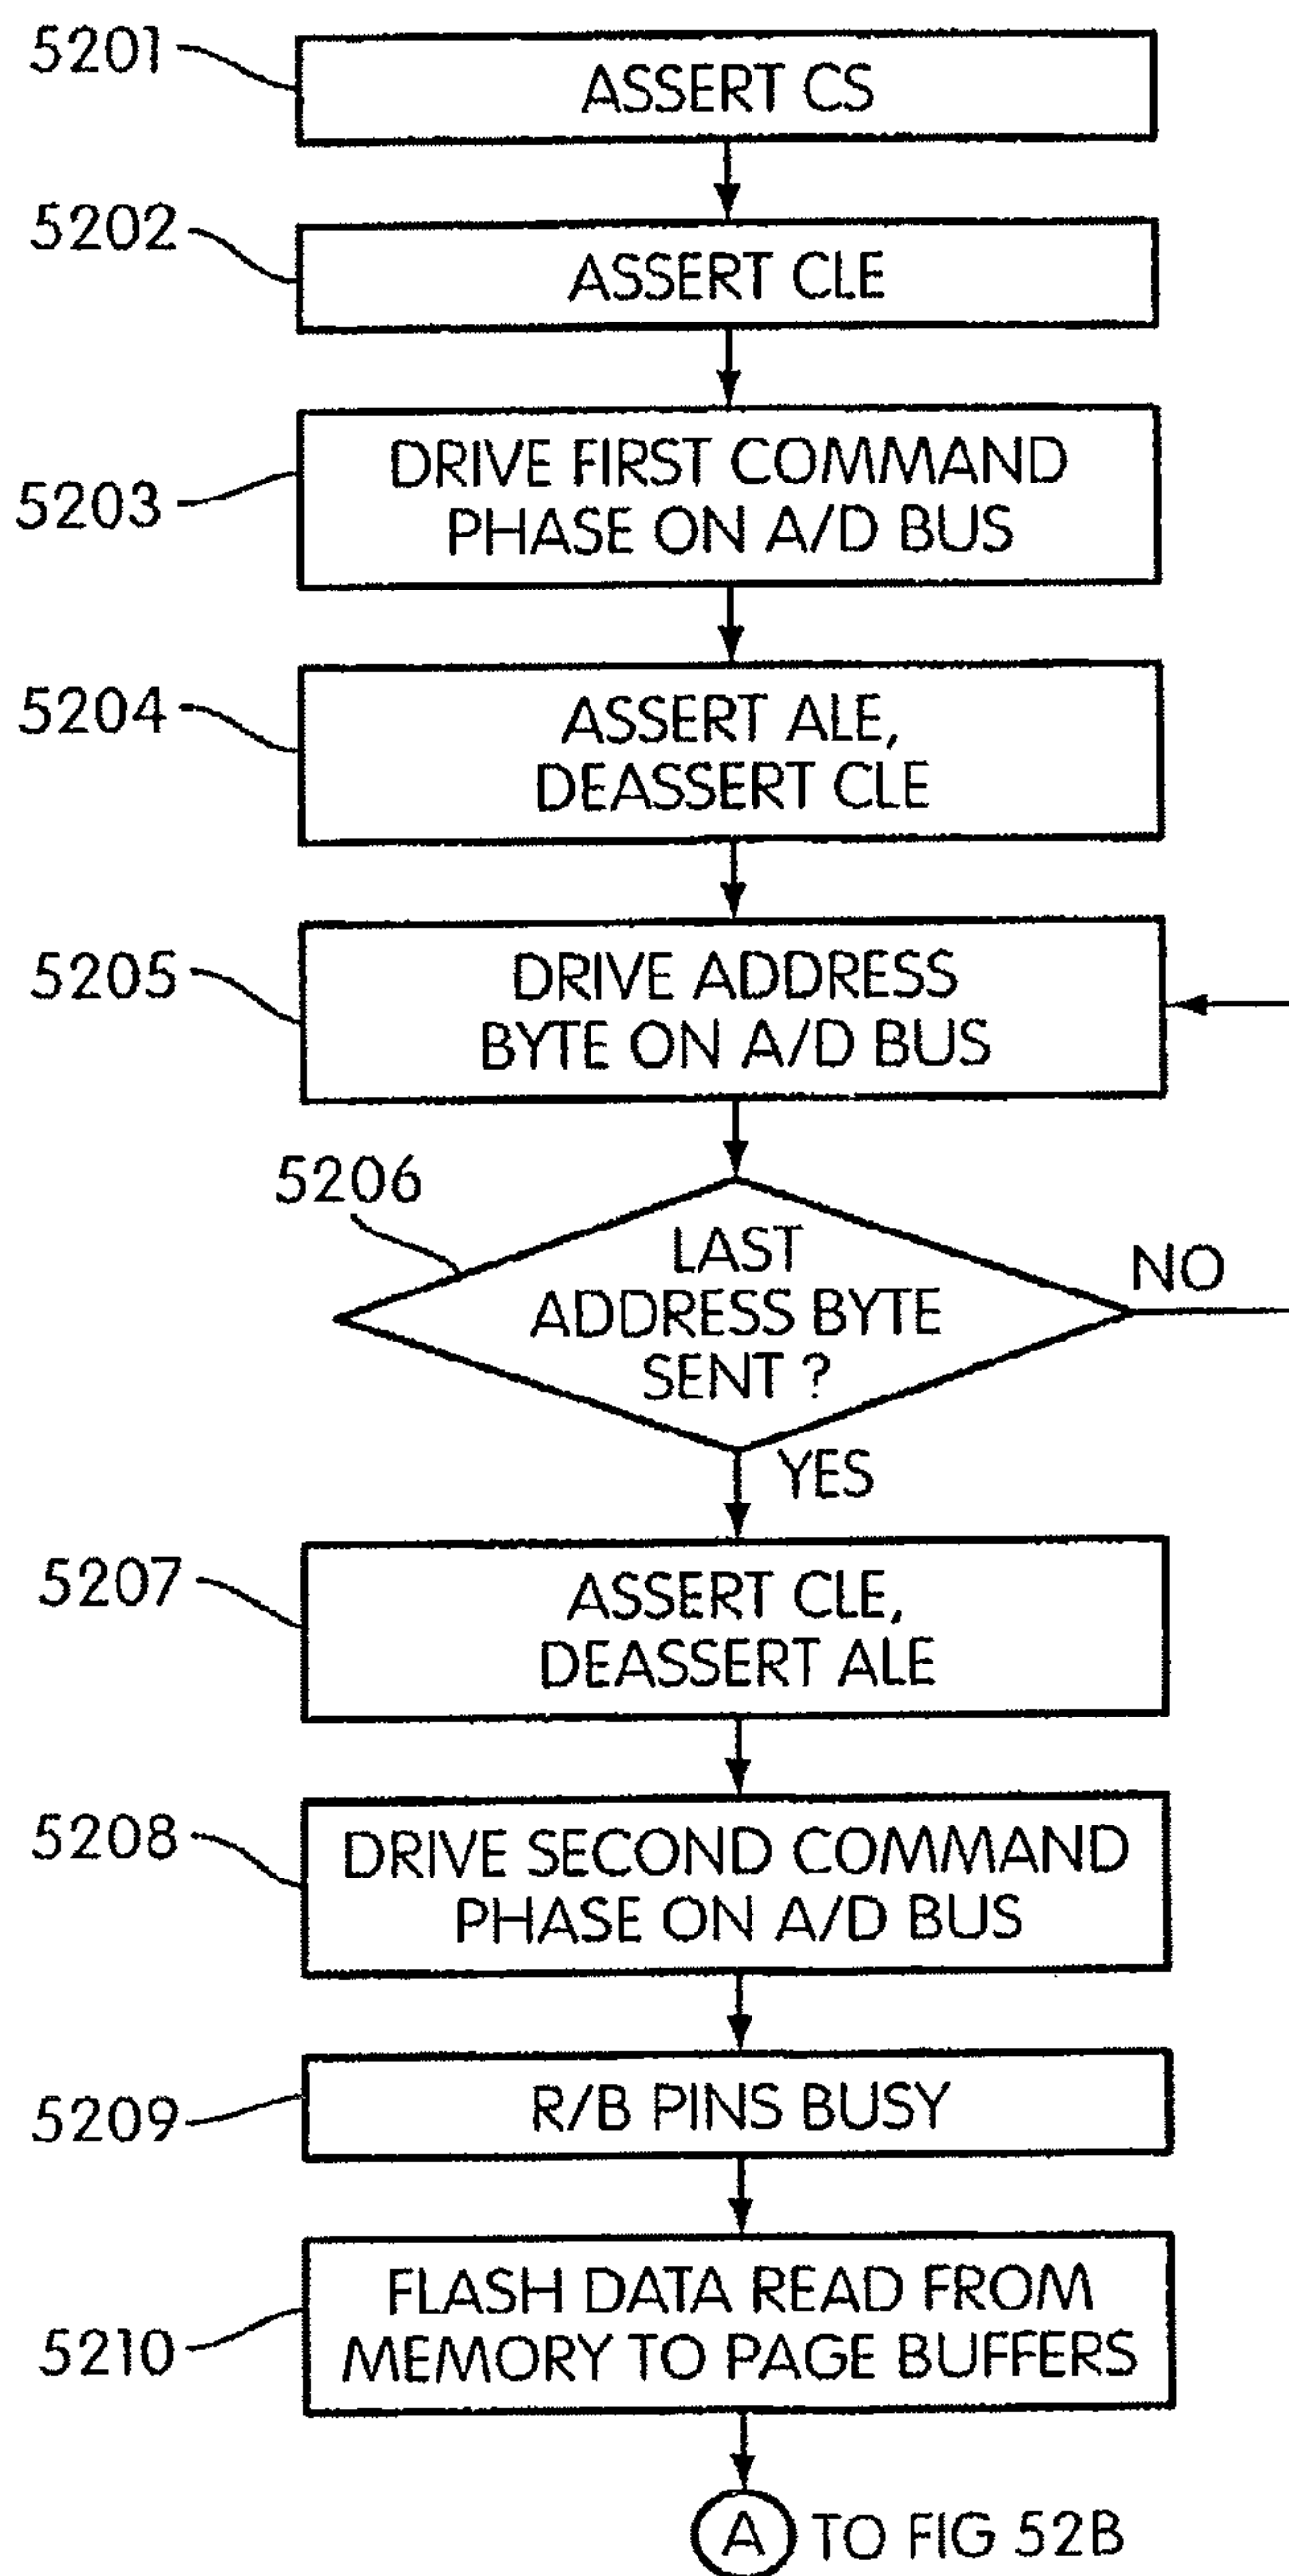 5201
ASSERT CS
5202
ASSERT CLE
5203
DRIVE FIRST COMMAND
PHASE ON A/D BUS
5204
ASSERT ALE,
DEASSERT CLE
5205
DRIVE ADDRESS
BYTE ON A/D BUS
5206
LAST
ADDRESS BYTE
SENT ?
NO
YES
5207
ASSERT CLE,
DEASSERT ALE
5208
DRIVE SECOND COMMAND
PHASE ON A/D BUS
5209
R/B PINS BUSY
5210
FLASH DATA READ FROM
MEMORY TO PAGE BUFFERS
A TO FIG 52B